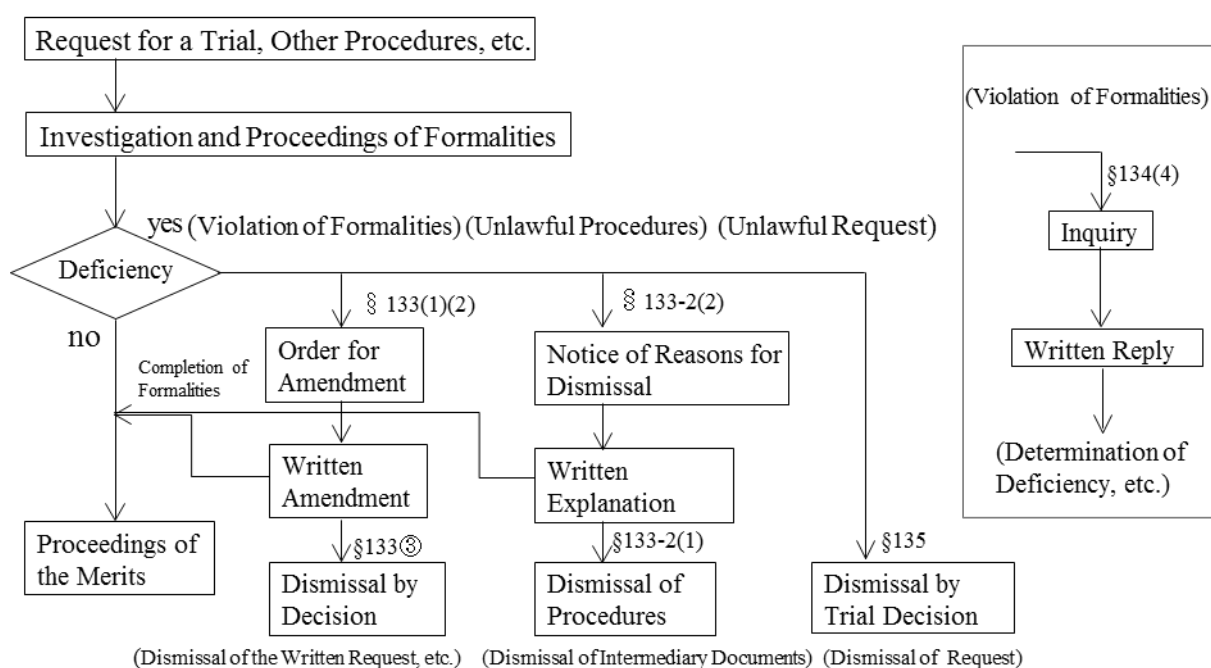 Request for a Trial, Other Procedures, etc.
Investigation and Proceedings of Formalities
yes (Violation of Formalities) (Unlawful Procedures) (Unlawful Request)
Deficiency
no
§ 133(1)(2)
§ 133-2(2)
Order for
Amendment
Notice of Reasons for
Dismissal
Completion of
Formalities
Written
Amendment
Written
Explanation
Proceedings of
the Merits
§133③
§133-2(1)
§135
Dismissal by
Decision
Dismissal of
Procedures
Dismissal by
Trial Decision
(Dismissal of the Written Request, etc.)
(Dismissal of Intermediary Documents)
(Dismissal of Request)
(Violation of Formalities)
§134(4)
Inquiry
Written Reply
(Determination of
Deficiency, etc.)